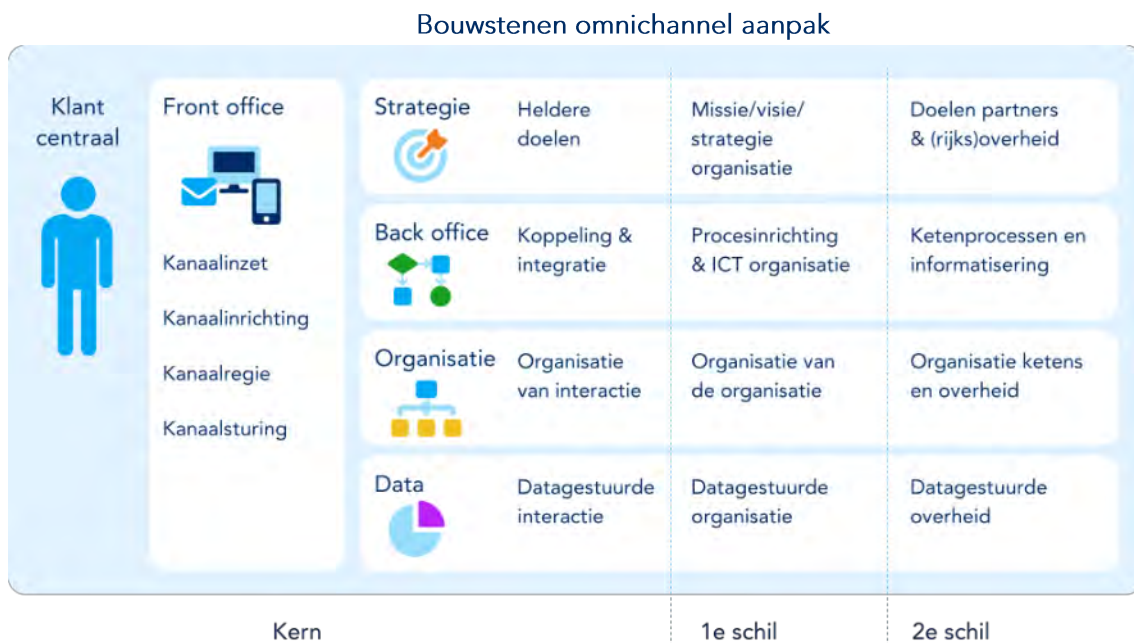 Bouwstenen omnichannel aanpak
Klant
centraal
Front office
Kanaalinzet
Kanaalinrichting
Kanaalregie
Kanaalsturing
Strategie
Heldere
doelen
Missie/visie/
strategie
organisatie
Doelen partners
& (rijks)overheid
Back office
Koppeling &
integratie
Procesinrichting
& ICT organisatie
Ketenprocessen en
informatisering
Organisatie
Organisatie
van interactie
Organisatie van
de organisatie
Organisatie ketens
en overheid
Data
Datagestuurde
interactie
Datagestuurde
organisatie
Datagestuurde
overheid
Kern
1e schil
2e schil